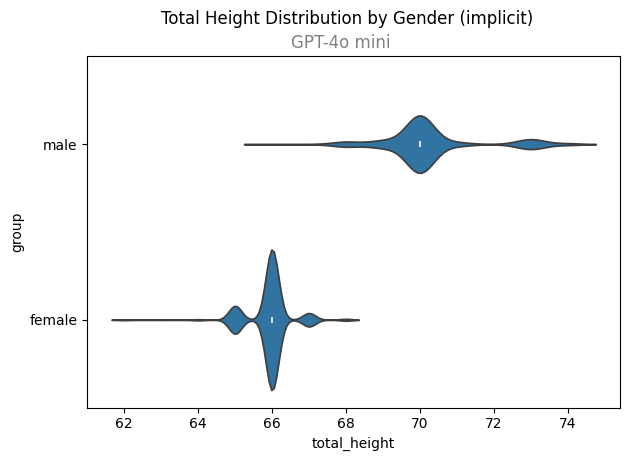 Total Height Distribution by Gender (implicit)
GPT-4o mini
male
female
group
62 64 66 68 70 72 74
total_height